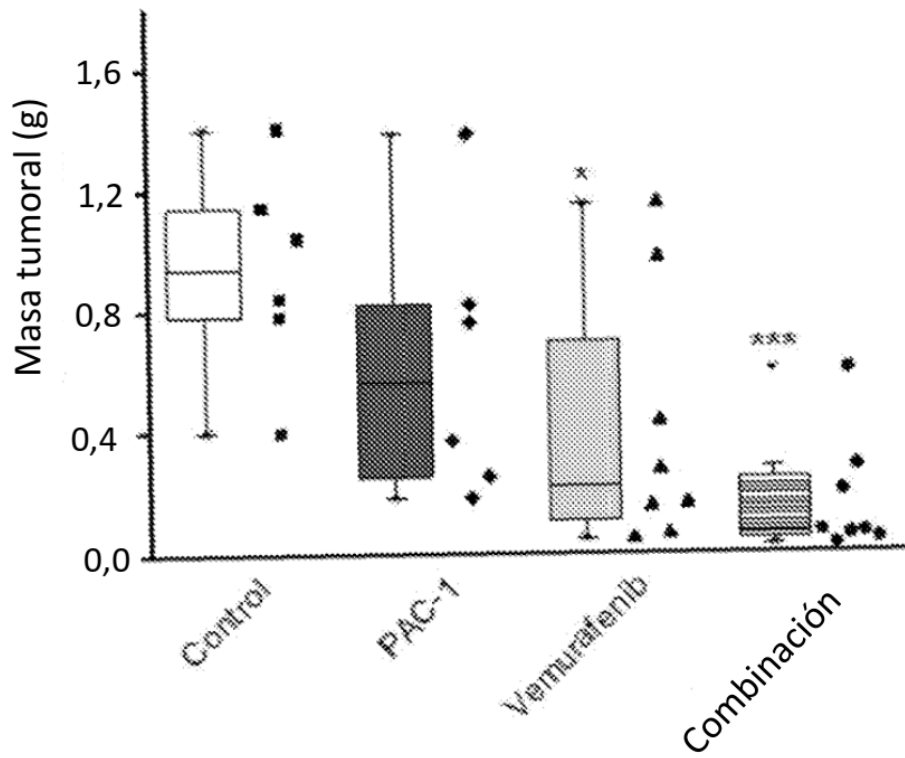 Masa tumoral (g)
1,6
1,2
0,8
0,4
0,0
*
***
Control
PAC-1
Vemurafenib
Combinación